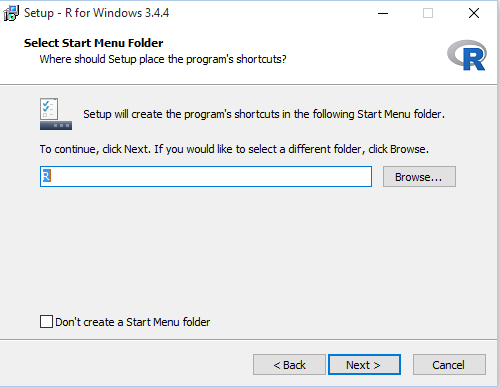 Setup - R for Windows 3.4.4
Select Start Menu Folder
Where should Setup place the program's shortcuts?
R
Setup will create the program's shortcuts in the following Start Menu folder.
To continue, click Next. If you would like to select a different folder, click Browse.
R
Browse...
Don't create a Start Menu folder
< Back
Next >
Cancel